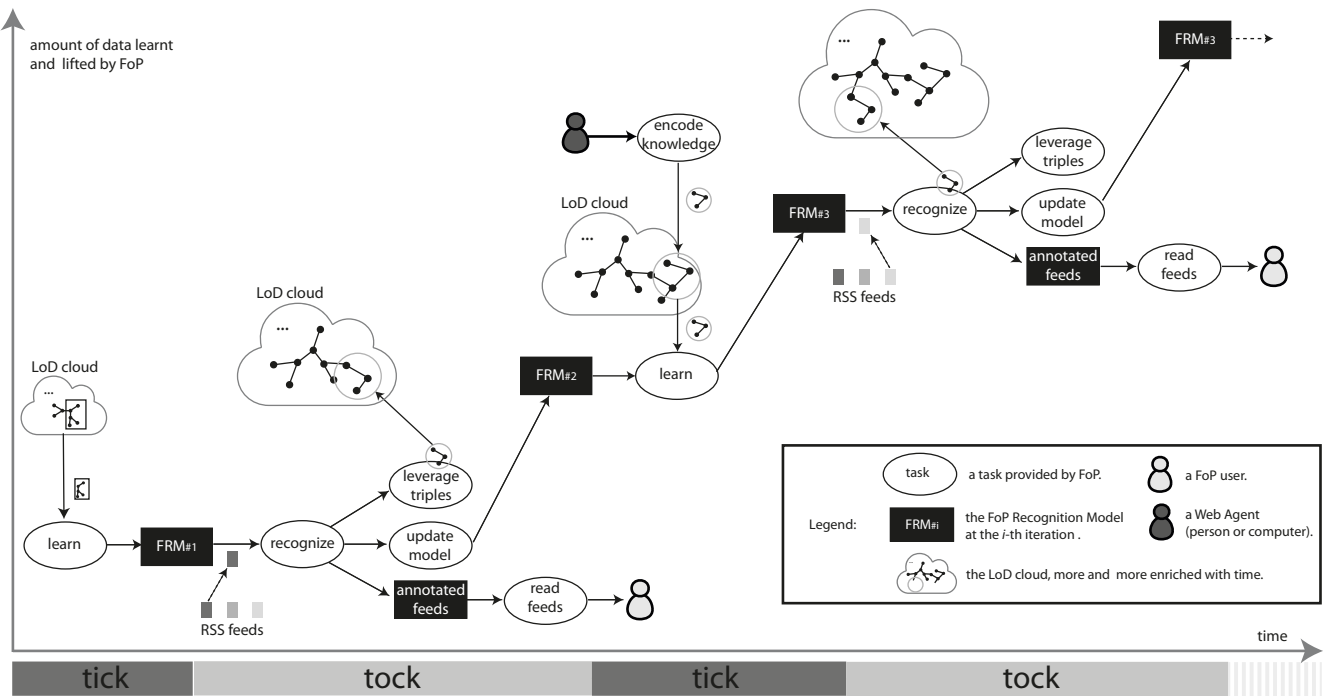 amount of data learnt
and lifted by FoP
FRM#3
...
encode
knowledge
leverage
triples
LoD cloud
...
FRM#3
recognize
update
model
annotated
feeds
read
feeds
RSS feeds
LoD cloud
...
LoD cloud
...
FRM#2
learn
leverage
triples
learn
FRM#1
recognize
update
model
annotated
feeds
read
feeds
RSS feeds
Legend:
task
a task provided by FoP.
a FoP user.
FRM#i
the FoP Recognition Model
at the i-th iteration .
a Web Agent
(person or computer).
the LoD cloud, more and more enriched with time.
time
tick
tock
tick
tock